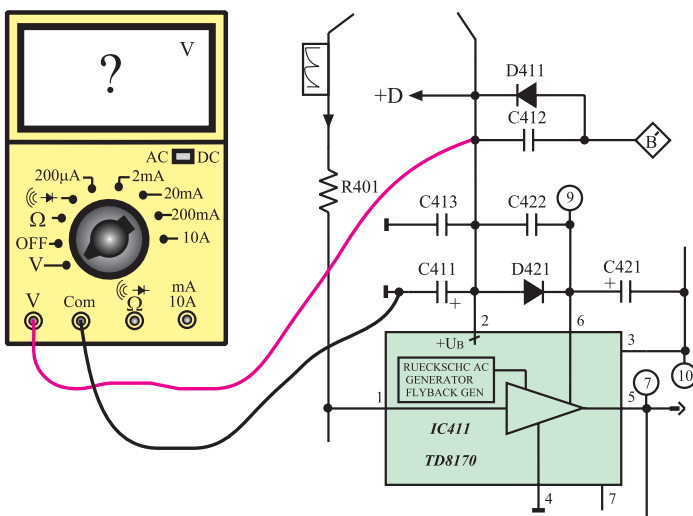 V
?
AC DC
200µA
2mA
20mA
200mA
10A
Ω
OFF
V
V
Com
Ω
mA
10A
+D
D411
C412
B'
R401
C413
C422
9
C411
+
D421
C421
+
2
+UB
6
3
10
RUECKSCHC AC
GENERATOR
FLYBACK GEN
1
5
7
IC411
TD8170
4
7